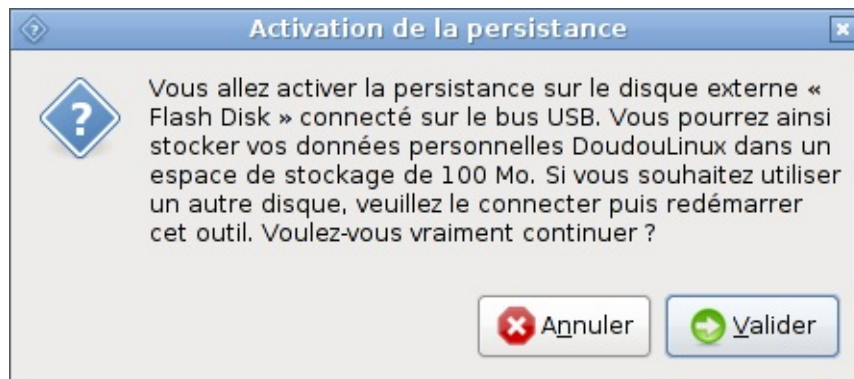 Activation de la persistance
Vous allez activer la persistance sur le disque externe «
Flash Disk » connecté sur le bus USB. Vous pourrez ainsi
stocker vos données personnelles DoudouLinux dans un
espace de stockage de 100 Mo. Si vous souhaitez utiliser
un autre disque, veuillez le connecter puis redémarrer
cet outil. Voulez-vous vraiment continuer ?
Annuler
Valider